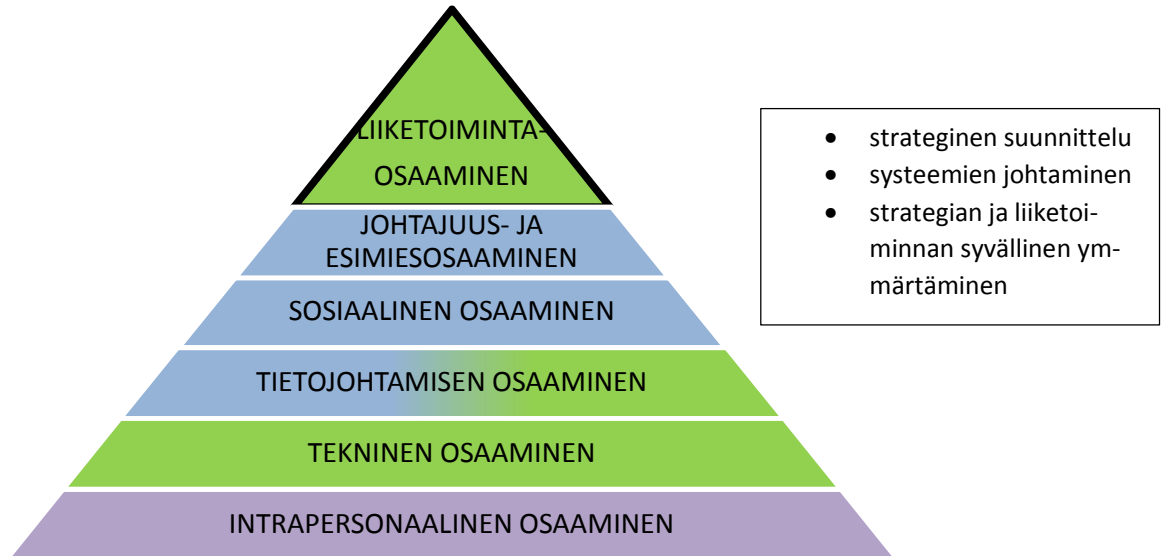 LIIKETOIMINTA-
OSAAMINEN
JOHTAJUUS- JA
ESIMIESOSAAMINEN
SOSIAALINEN OSAAMINEN
TIETOJOHTAMISEN OSAAMINEN
TEKNINEN OSAAMINEN
INTRAPERSONAALINEN OSAAMINEN
• strateginen suunnittelu
• systeemien johtaminen
• strategian ja liiketoi-
minnan syvällinen ym-
märtäminen